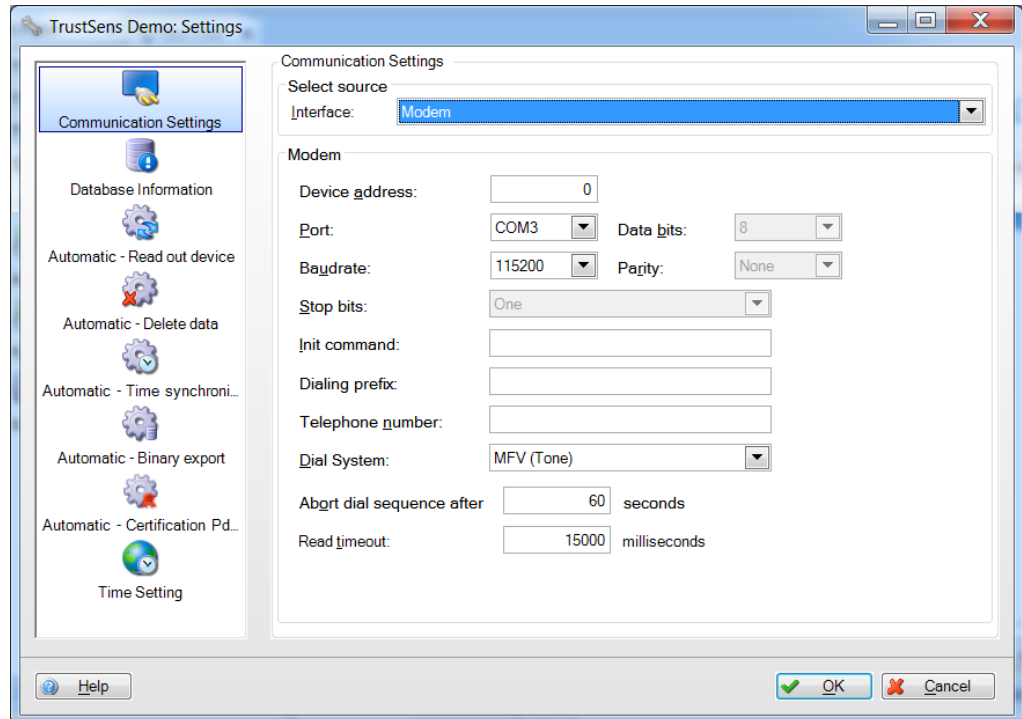 TrustSens Demo: Settings
Communication Settings
Database Information
Automatic - Read out device
Automatic - Delete data
Automatic - Time synchroni...
Automatic - Binary export
Automatic - Certification Pd...
Time Setting
Communication Settings
Select source
Interface: Modem
Modem
Device address: 0
Port: COM3 Data bits: 8
Baudrate: 115200 Parity: None
Stop bits: One
Init command:
Dialing prefix:
Telephone number:
Dial System: MFV (Tone)
Abort dial sequence after 60 seconds
Read timeout: 15000 milliseconds
Help OK Cancel